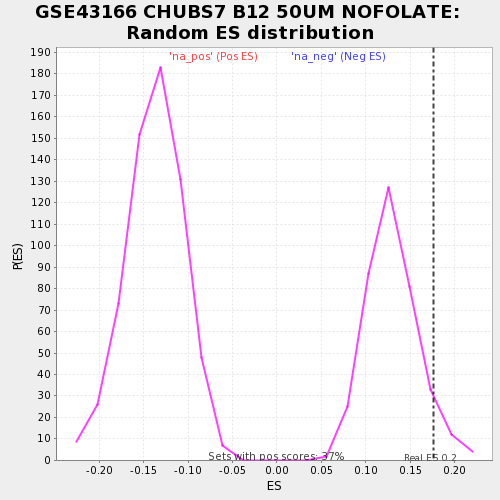 GSE43166 CHUBS7 B12 50UM NOFOLATE:
Random ES distribution
'na_pos' (Pos ES) 'na_neg' (Neg ES)
190
180
170
160
150
140
130
120
110
100
90
80
70
60
50
40
30
20
10
0
P(ES)
Sets with pos scores: 37%
Real ES 0.2
-0.20 -0.15 -0.10 -0.05 0.00 0.05 0.10 0.15 0.20
ES